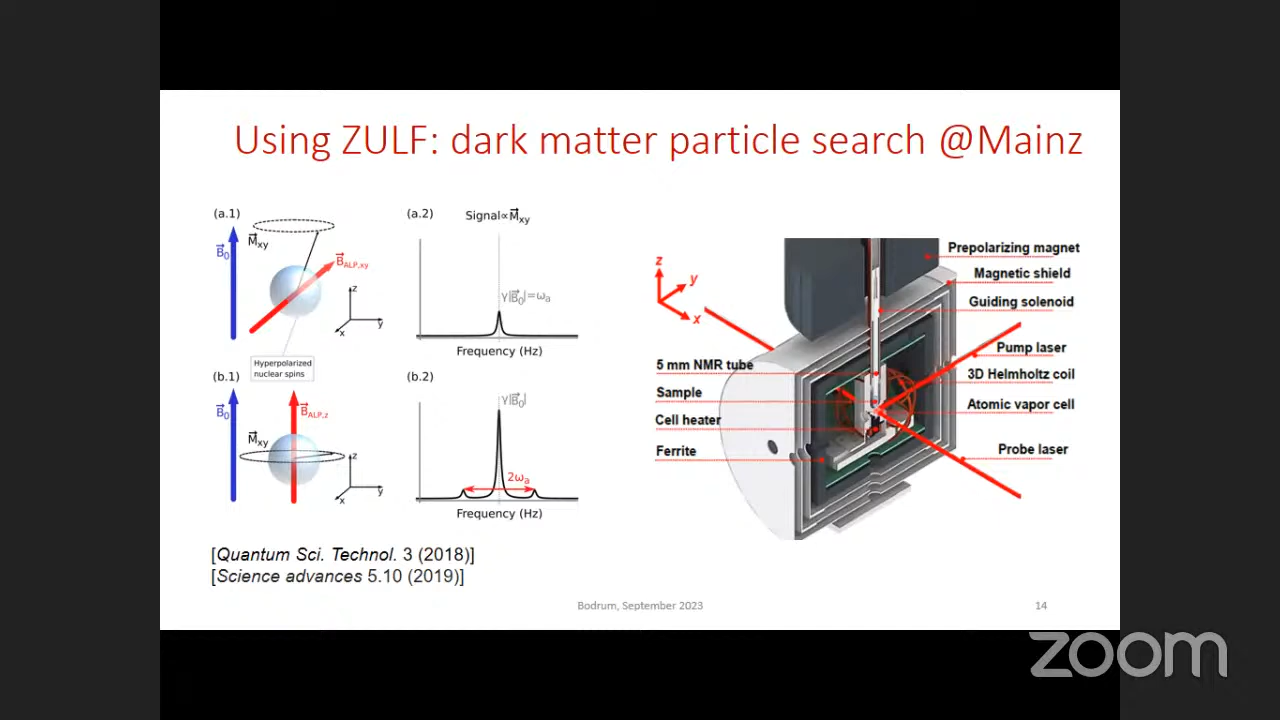 Using ZULF: dark matter particle search @Mainz
(a.1)
B⃗0
M⃗xy
B⃗ALP,xy
z
y
x
Hyperpolarized
nuclear spins
(a.2)
Signal∝M⃗xy
γ|B⃗0|=ωa
Frequency (Hz)
(b.1)
B⃗0
B⃗ALP,z
M⃗xy
z
y
x
(b.2)
γ|B⃗0|
2ωa
Frequency (Hz)
z
y
x
Prepolarizing magnet
Magnetic shield
Guiding solenoid
Pump laser
3D Helmholtz coil
Atomic vapor cell
Probe laser
5 mm NMR tube
Sample
Cell heater
Ferrite
[Quantum Sci. Technol. 3 (2018)]
[Science advances 5.10 (2019)]
Bodrum, September 2023
14
zoom